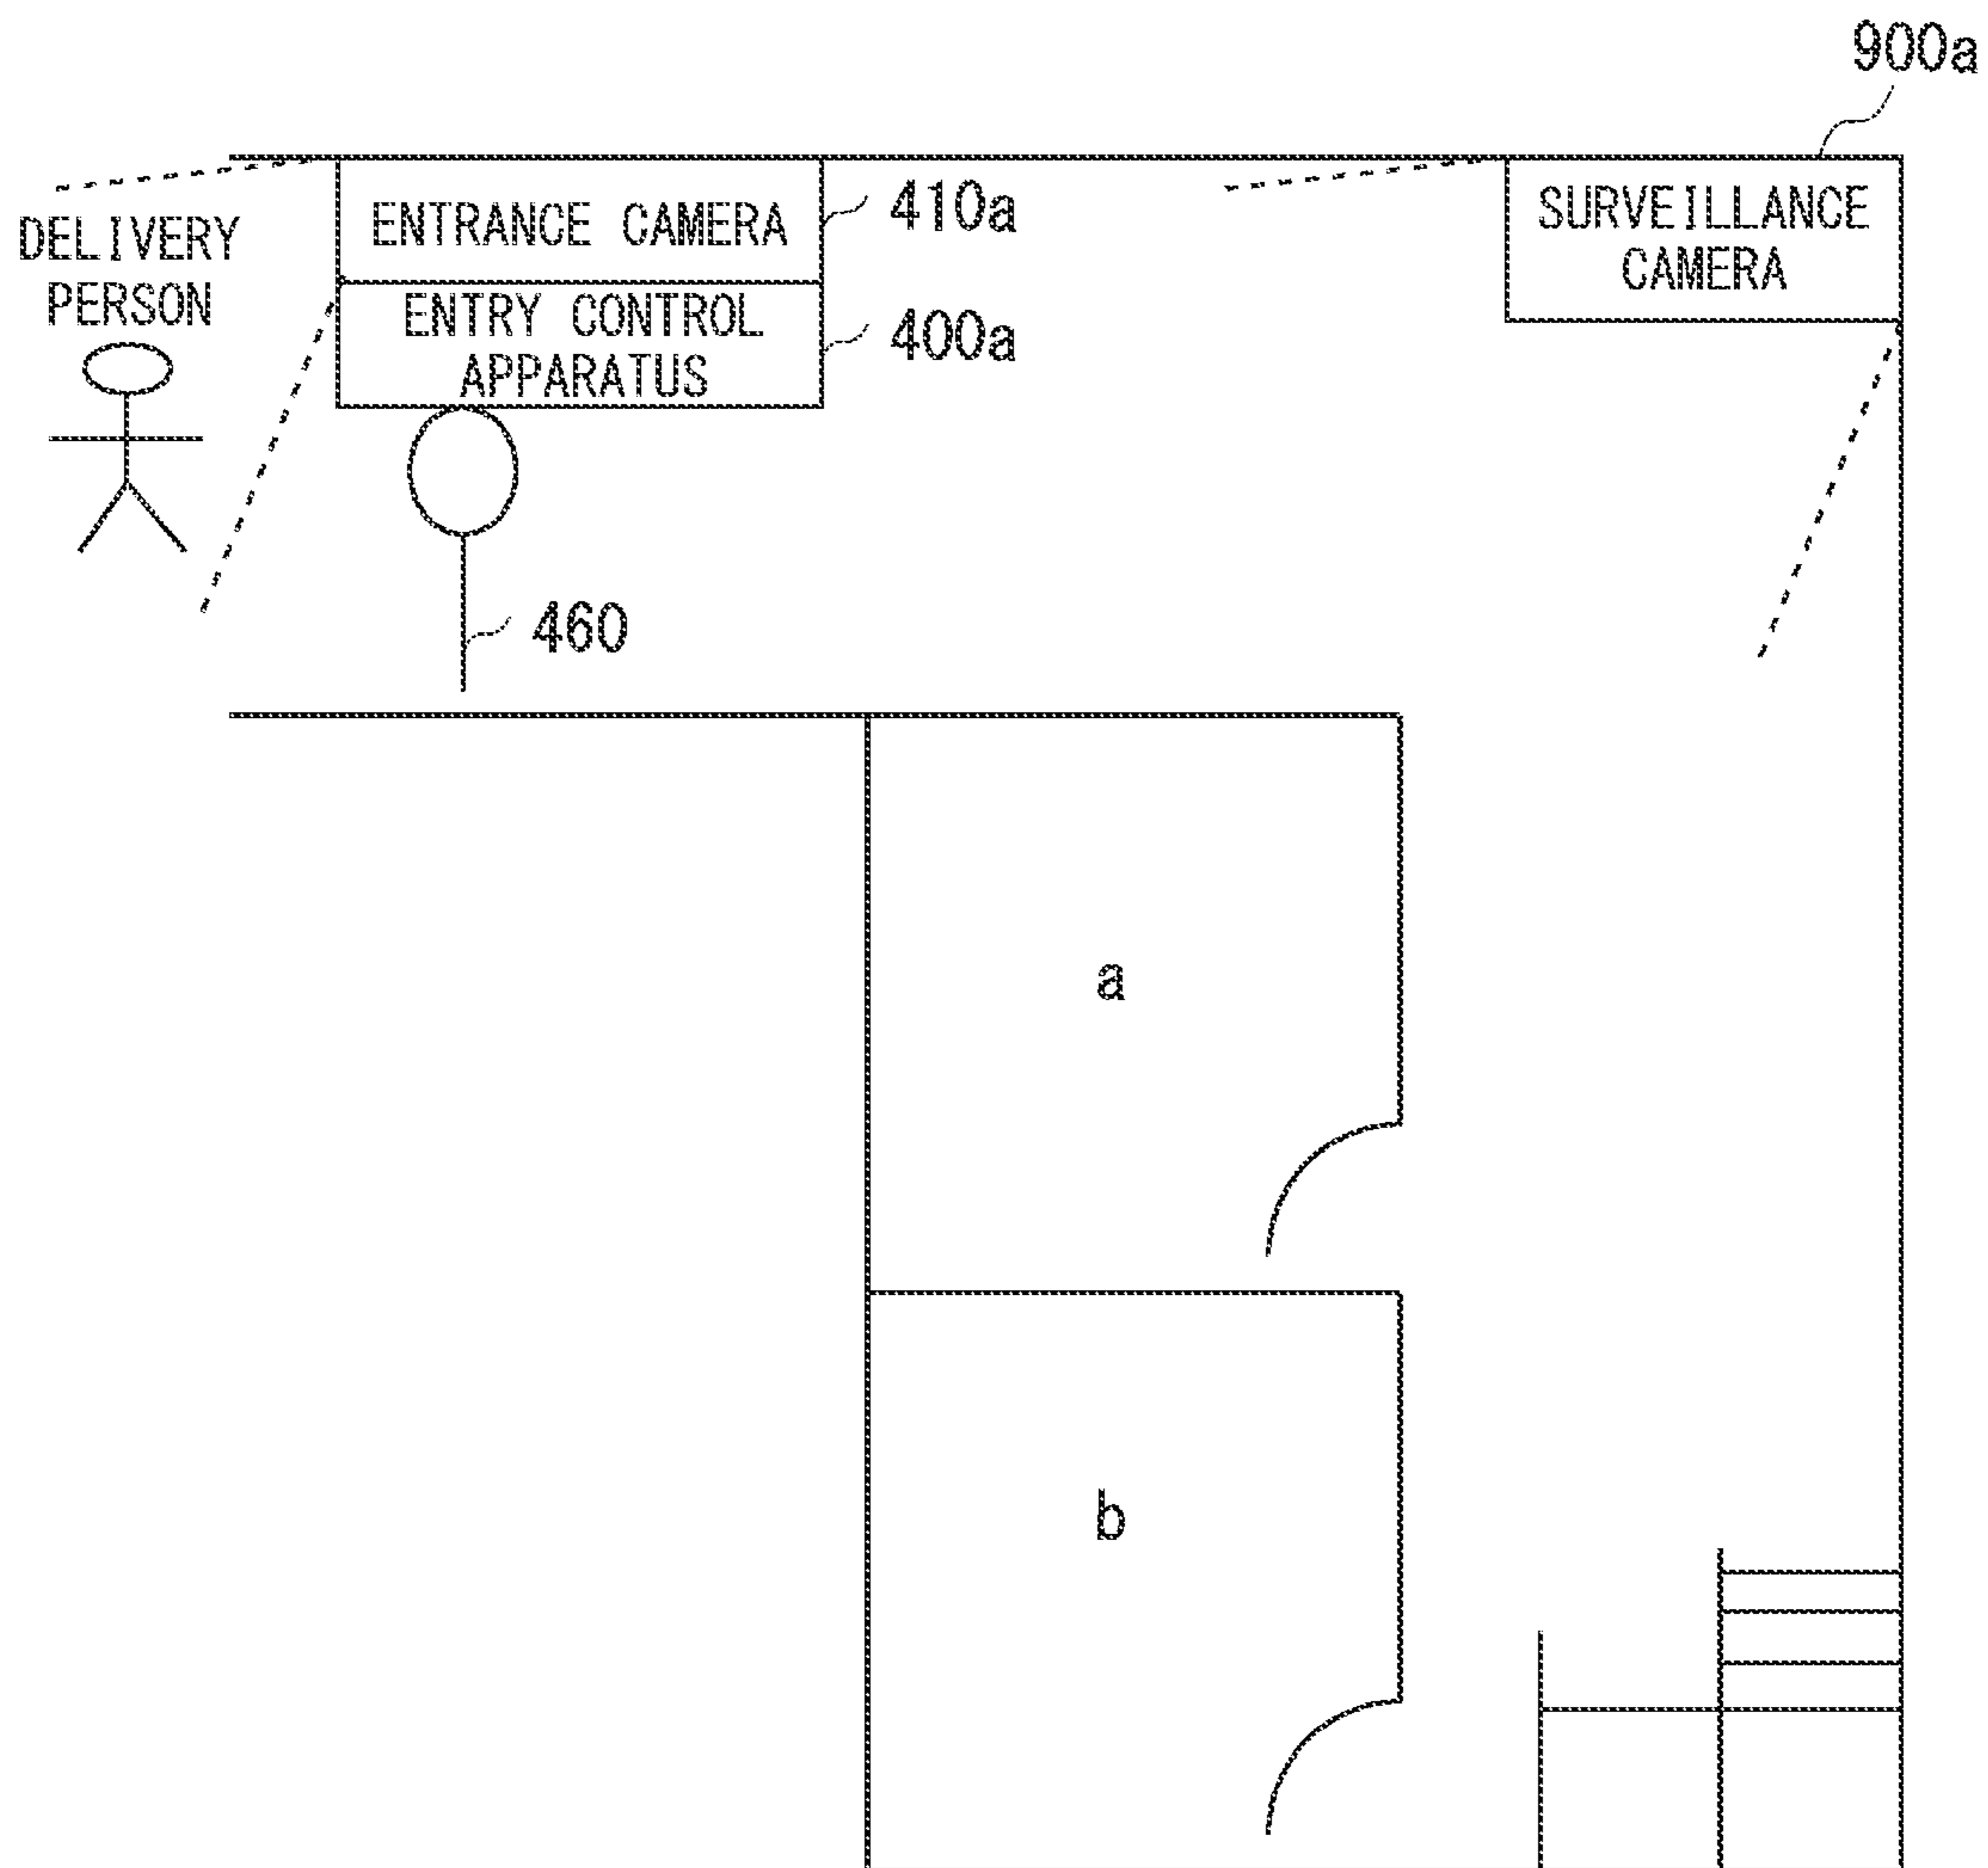 900a
DELIVERY
PERSON
ENTRANCE CAMERA
410a
ENTRY CONTROL
APPARATUS
400a
SURVEILLANCE
CAMERA
460
a
b